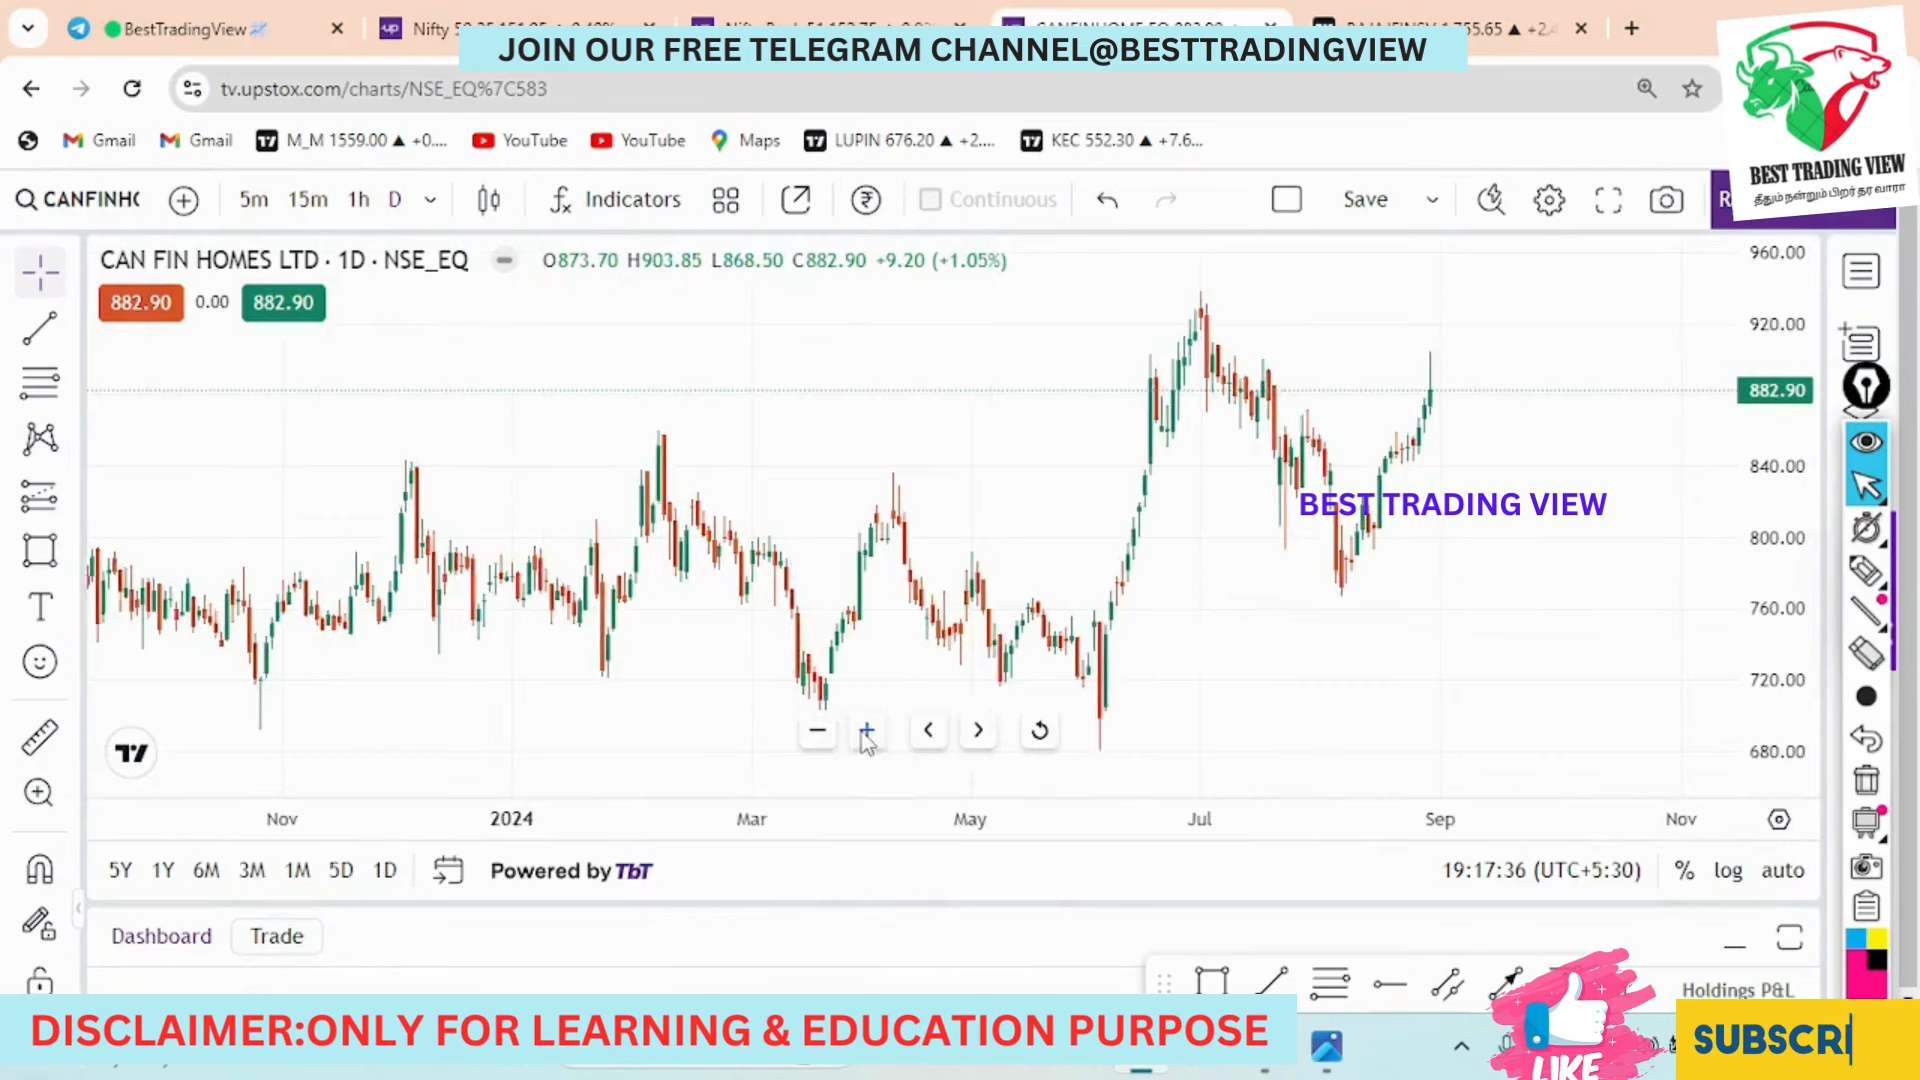 BestTradingView
Nifty
JOIN OUR FREE TELEGRAM CHANNEL@BESTTRADINGVIEW
tv.upstox.com/charts/NSE_EQ%7C583
Gmail
Gmail
M_M 1559.00 ▲ +0....
YouTube
YouTube
Maps
LUPIN 676.20 ▲ +2....
KEC 552.30 ▲ +7.6...
BEST TRADING VIEW
தீதும் நன்றும் பிறர் தர வாரா
CANFINHO
5m 15m 1h D
Indicators
Continuous
Save
CAN FIN HOMES LTD · 1D · NSE_EQ
O873.70 H903.85 L868.50 C882.90 +9.20 (+1.05%)
882.90 0.00 882.90
960.00
920.00
882.90
840.00
800.00
760.00
720.00
680.00
BEST TRADING VIEW
Nov 2024 Mar May Jul Sep Nov
5Y 1Y 6M 3M 1M 5D 1D
Powered by TbT
19:17:36 (UTC+5:30) % log auto
Dashboard Trade
Holdings P&L
DISCLAIMER:ONLY FOR LEARNING & EDUCATION PURPOSE
LIKE
SUBSCRI